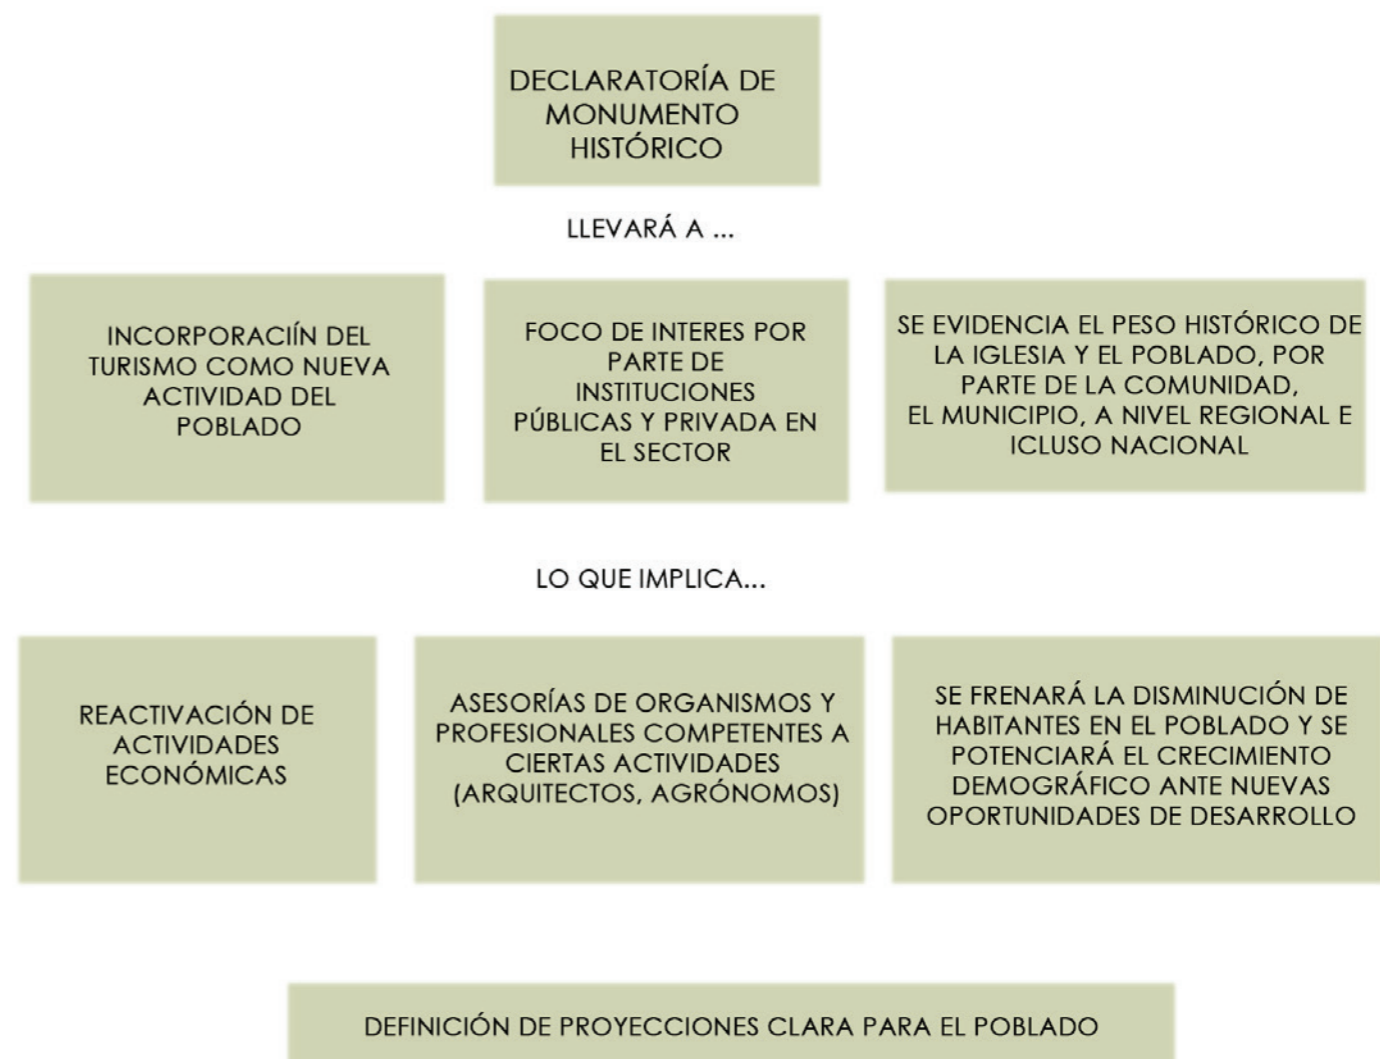 DECLARATORÍA DE
MONUMENTO
HISTÓRICO
LLEVARÁ A ...
INCORPORACIÍN DEL
TURISMO COMO NUEVA
ACTIVIDAD DEL
POBLADO
FOCO DE INTERES POR
PARTE DE
INSTITUCIONES
PÚBLICAS Y PRIVADA EN
EL SECTOR
SE EVIDENCIA EL PESO HISTÓRICO DE
LA IGLESIA Y EL POBLADO, POR
PARTE DE LA COMUNIDAD,
EL MUNICIPIO, A NIVEL REGIONAL E
ICLUSO NACIONAL
LO QUE IMPLICA...
REACTIVACIÓN DE
ACTIVIDADES
ECONÓMICAS
ASESORÍAS DE ORGANISMOS Y
PROFESIONALES COMPETENTES A
CIERTAS ACTIVIDADES
(ARQUITECTOS, AGRÓNOMOS)
SE FRENARÁ LA DISMINUCIÓN DE
HABITANTES EN EL POBLADO Y SE
POTENCIARÁ EL CRECIMIENTO
DEMOGRÁFICO ANTE NUEVAS
OPORTUNIDADES DE DESARROLLO
DEFINICIÓN DE PROYECCIONES CLARA PARA EL POBLADO